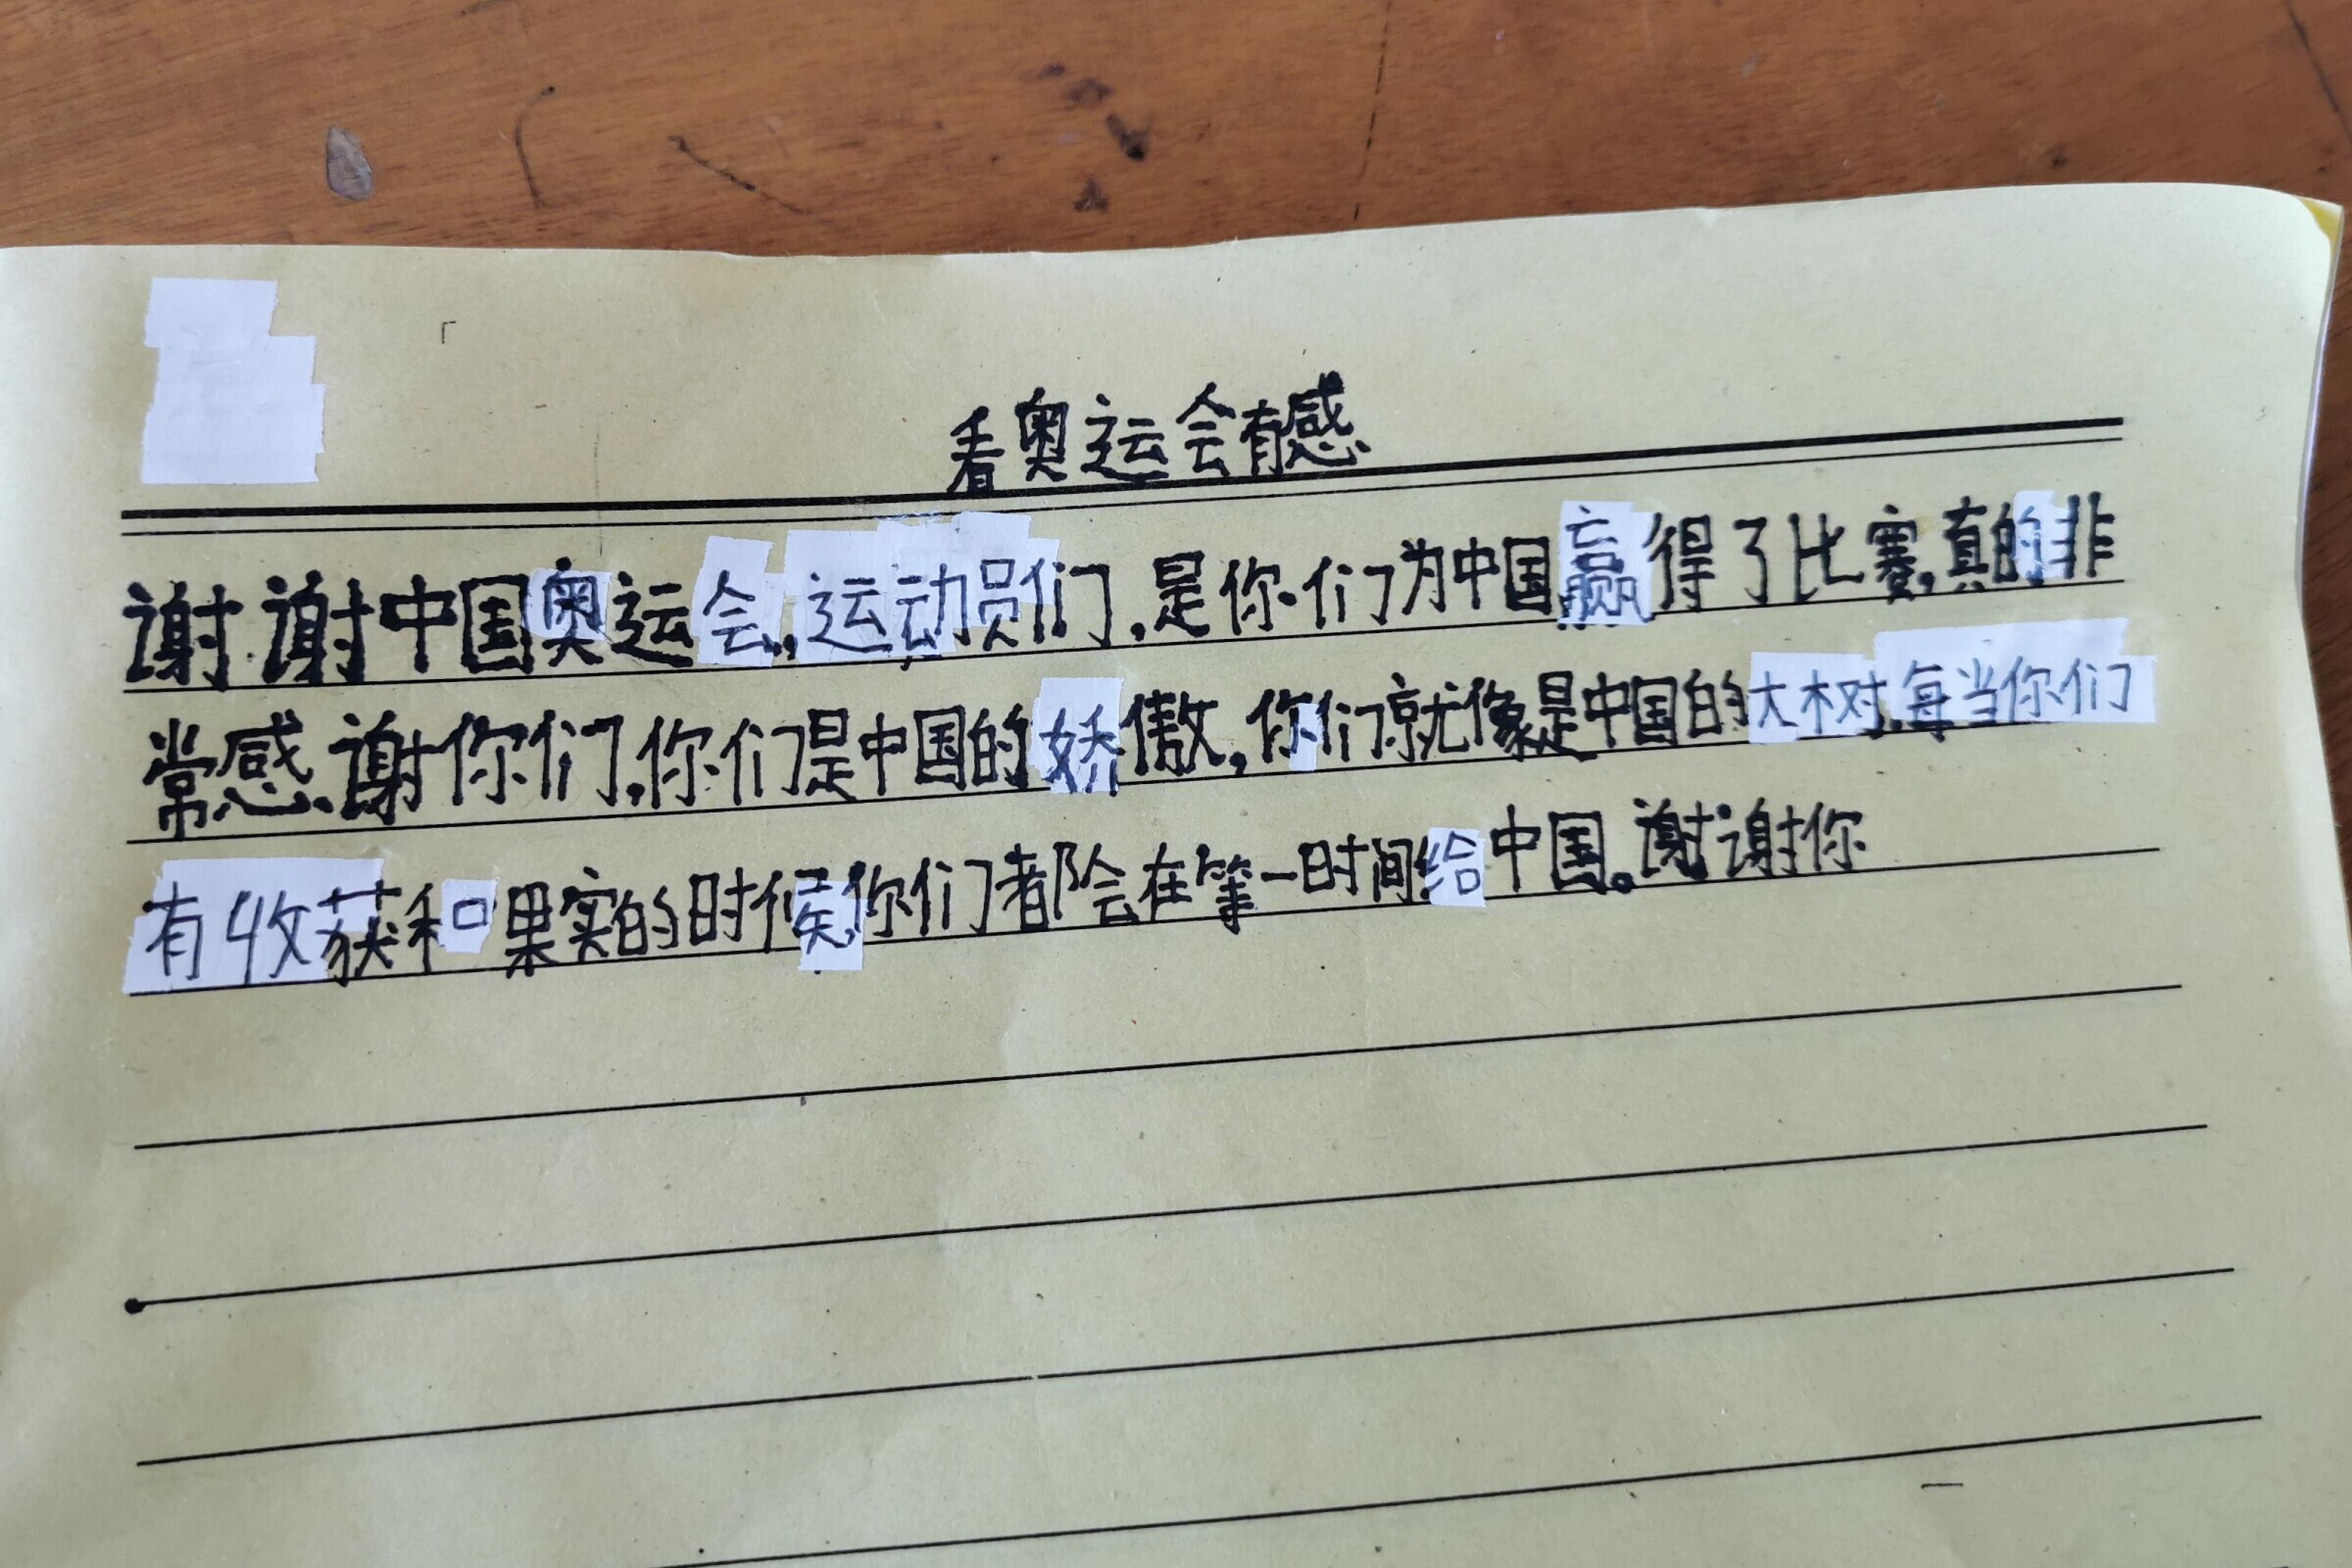 看奥运会有感
谢谢中国奥运会,运动员们,是你们为中国赢得了比赛,真的非
常感谢你们,你们是中国的娇傲,你们就像是中国的大树,每当你们
有收获和果实的时候,你们都会在第一时间给中国。谢谢你